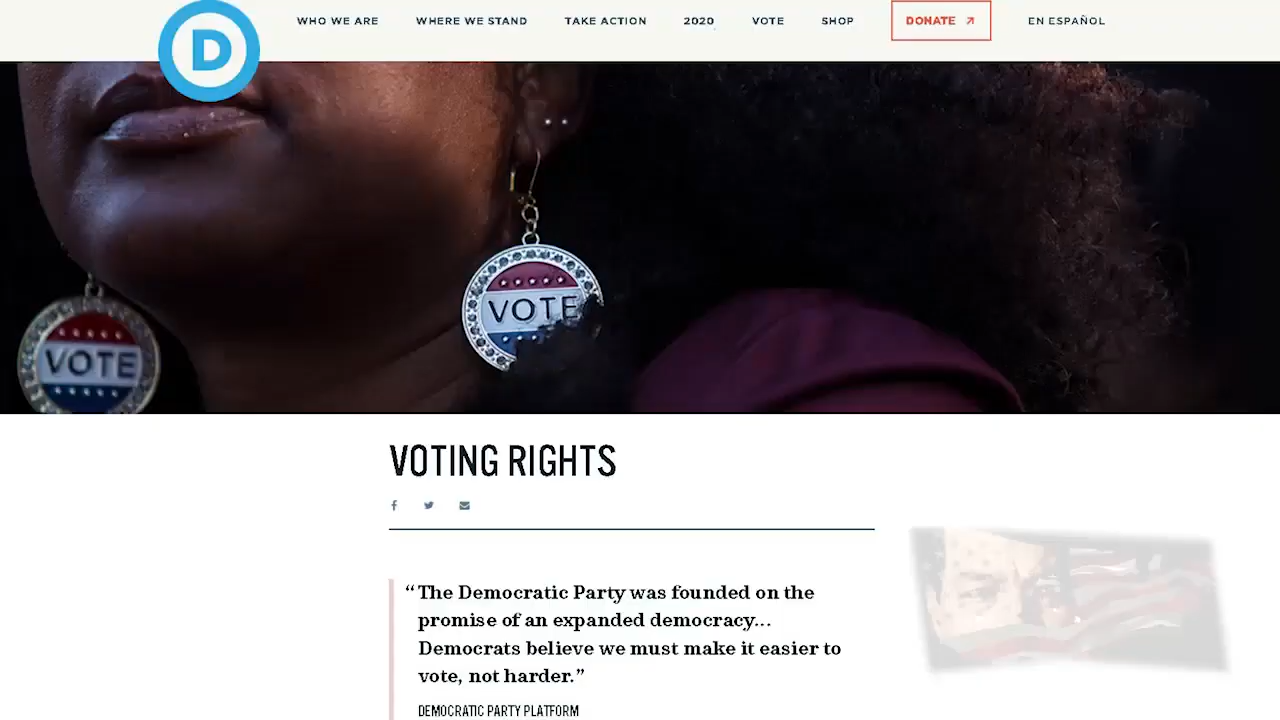 D
WHO WE ARE
WHERE WE STAND
TAKE ACTION
2020
VOTE
SHOP
DONATE
EN ESPAÑOL
VOTE
VOTE
VOTING RIGHTS
“The Democratic Party was founded on the
promise of an expanded democracy...
Democrats believe we must make it easier to
vote, not harder.”
DEMOCRATIC PARTY PLATFORM